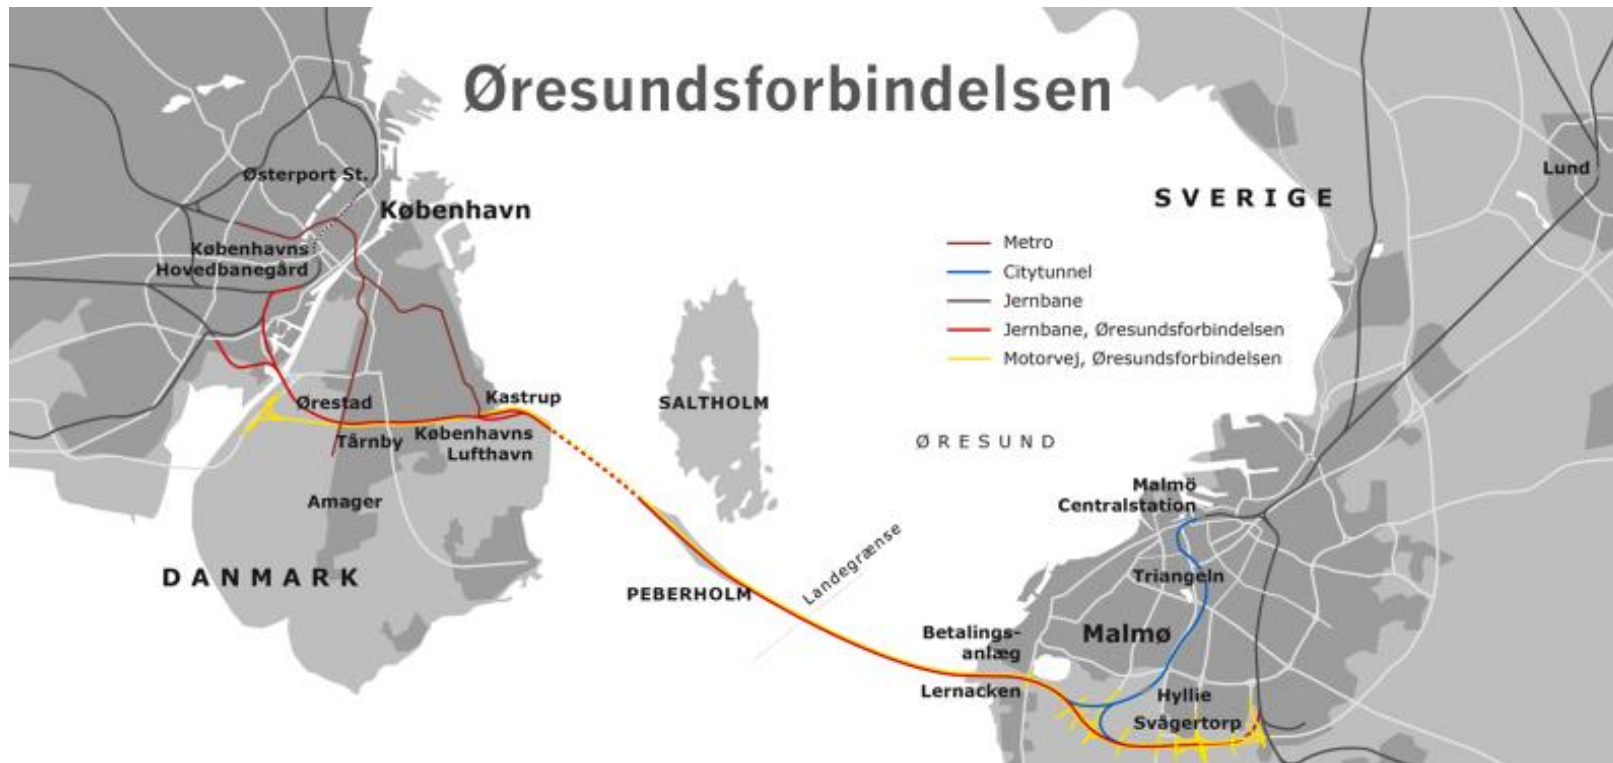 Øresundsforbindelsen
Østerport St.
København
Københavns
Hovedbanegård
SVERIGE
Lund
Metro
Citytunnel
Jernbane
Jernbane, Øresundsforbindelsen
Motorvej, Øresundsforbindelsen
Ørestad
Kastrup
SALTHOLM
Tårnby
Københavns
Lufthavn
ØRESUND
Amager
Malmö
Centralstation
DANMARK
PEBERHOLM
Landegrænse
Triangeln
Betalings-
anlæg
Malmø
Lernacken
Hyllie
Svågertorp